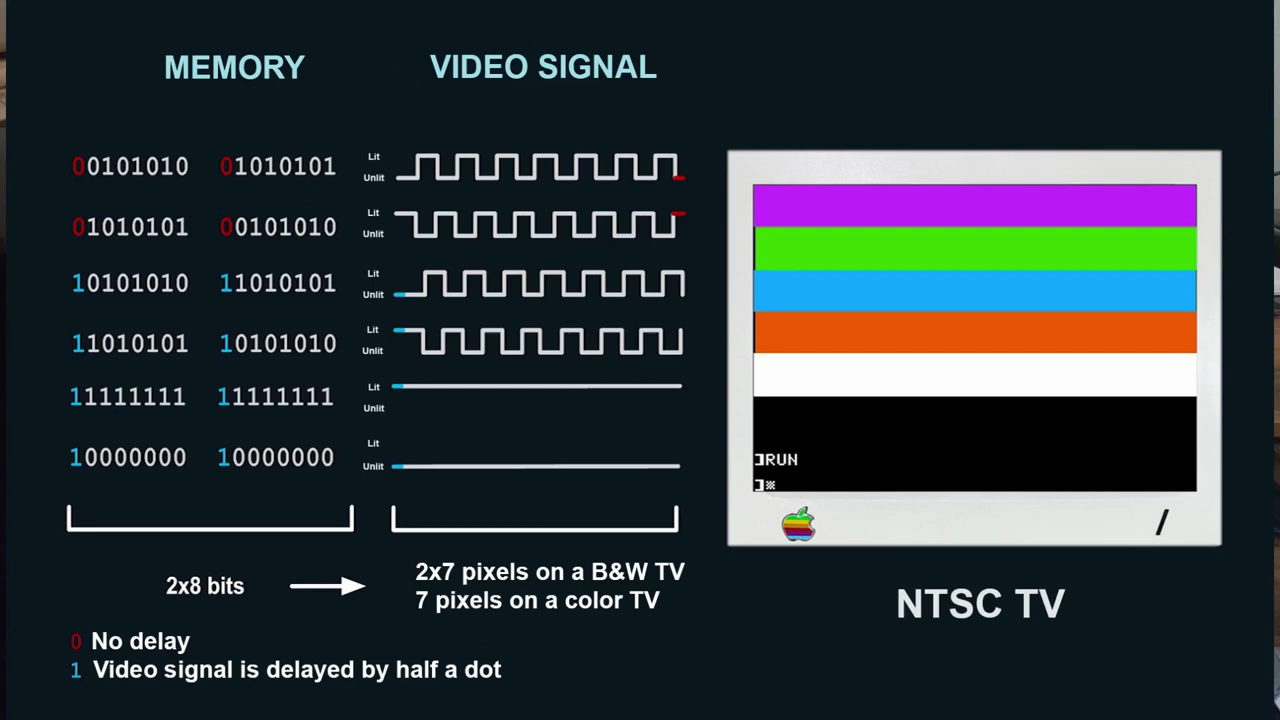 MEMORY VIDEO SIGNAL
00101010 01010101 Lit
Unlit
01010101 00101010 Lit
Unlit
10101010 11010101 Lit
Unlit
11010101 10101010 Lit
Unlit
11111111 11111111 Lit
Unlit
10000000 10000000 Lit
Unlit
]RUN
]
/
2x8 bits
2x7 pixels on a B&W TV
7 pixels on a color TV
NTSC TV
0 No delay
1 Video signal is delayed by half a dot